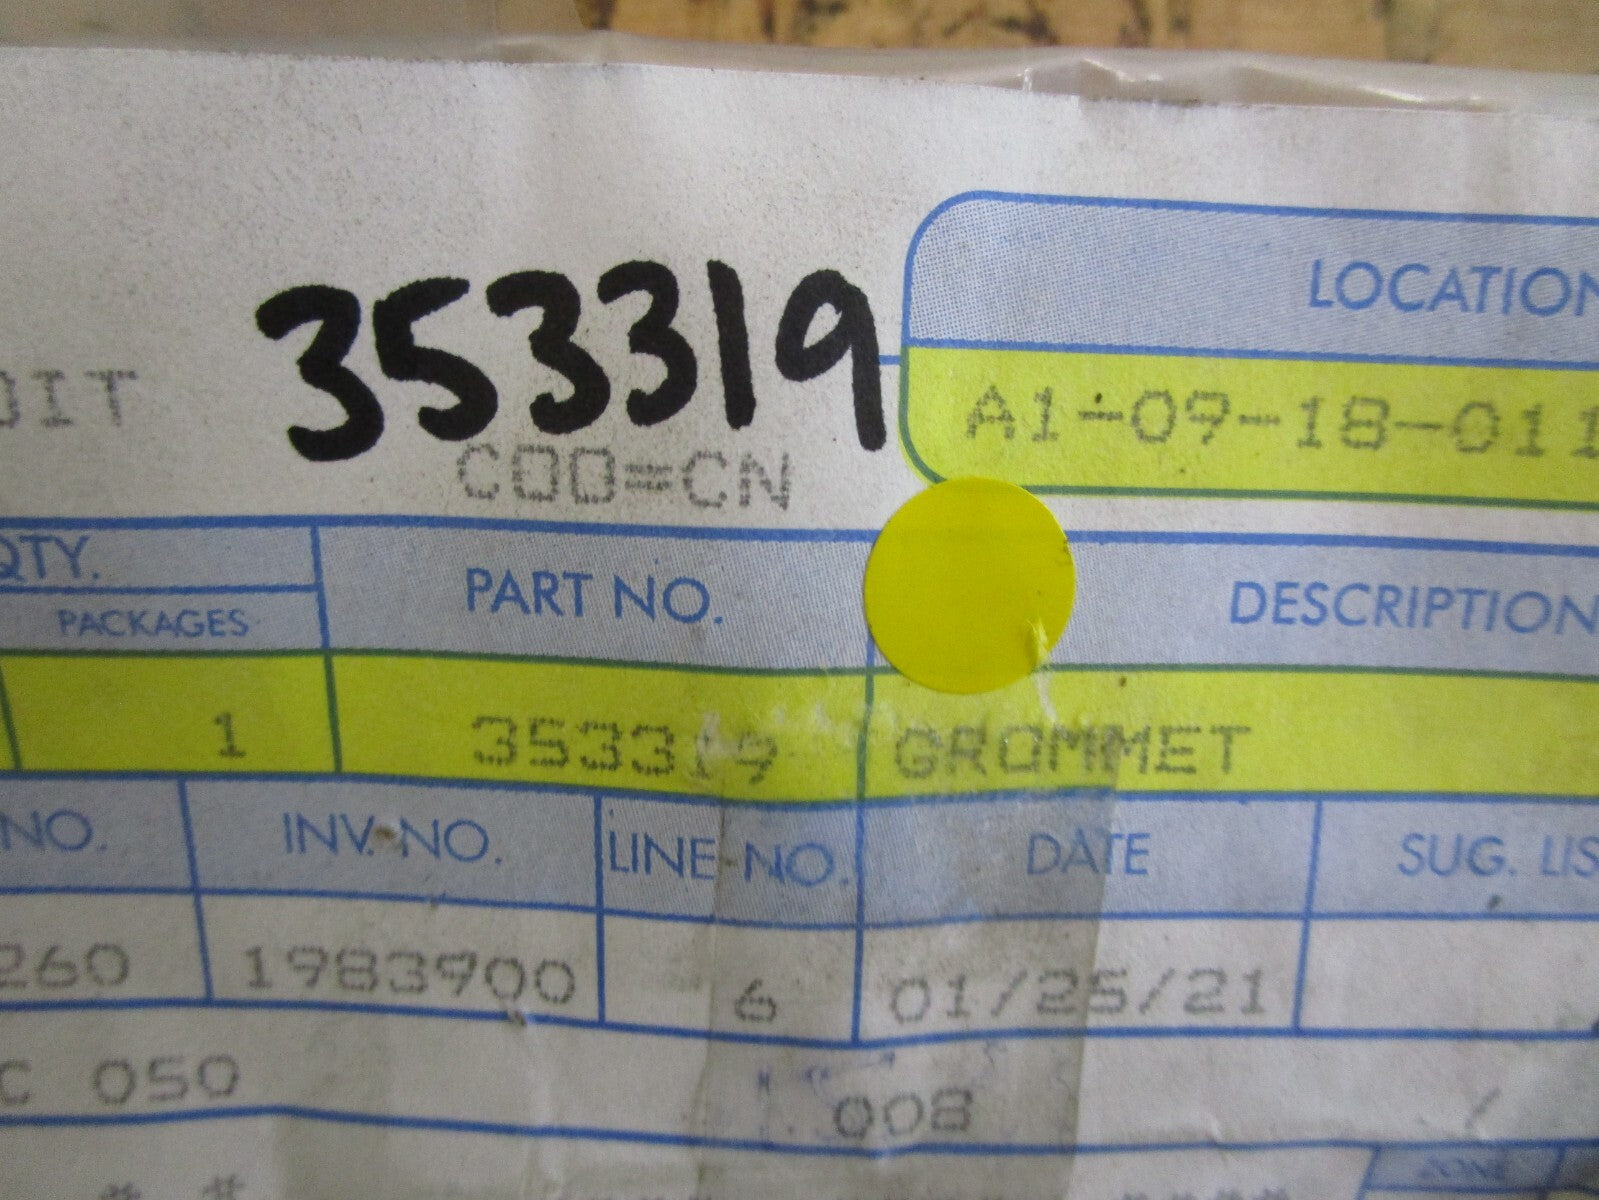 353319
LOCATION
A1-09-18-011
COO=CN
QTY.
PACKAGES
PART NO.
DESCRIPTION
1 353319 GROMMET
NO. INV. NO. LINE NO. DATE SUG. LIS
260 1983900 6 01/25/21
C 050 008 /
ZONE